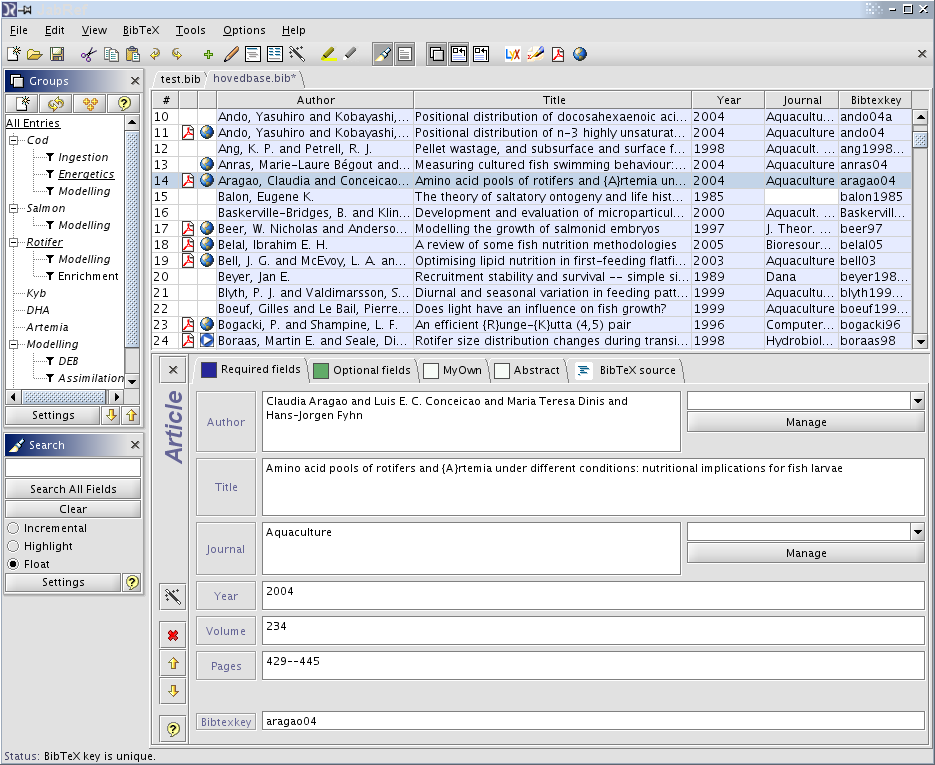 File Edit View BibTeX Tools Options Help
Groups
All Entries
Cod
Ingestion
Energetics
Modelling
Salmon
Modelling
Rotifer
Modelling
Enrichment
Kyb
DHA
Artemia
Modelling
DEB
Assimilation
Settings
Search
Search All Fields
Clear
Incremental
Highlight
Float
Settings
test.bib hovedbase.bib*
# Author Title Year Journal Bibtexkey
10 Ando, Yasuhiro and Kobayashi,... Positional distribution of docosahexaenoic aci... 2004 Aquacultu... ando04a
11 Ando, Yasuhiro and Kobayashi,... Positional distribution of n-3 highly unsaturat... 2004 Aquaculture ando04
12 Ang, K. P. and Petrell, R. J. Pellet wastage, and subsurface and surface f... 1998 Aquacult... ang1998...
13 Anras, Marie-Laure Bégout and... Measuring cultured fish swimming behaviour:... 2004 Aquaculture anras04
14 Aragao, Claudia and Conceicao... Amino acid pools of rotifers and {A}rtemia un... 2004 Aquaculture aragao04
15 Balon, Eugene K. The theory of saltatory ontogeny and life hist... 1985 balon1985
16 Baskerville-Bridges, B. and Klin... Development and evaluation of microparticul... 2000 Aquacult. ... Baskervill...
17 Beer, W. Nicholas and Anderso... Modelling the growth of salmonid embryos 1997 J. Theor. ... beer97
18 Belal, Ibrahim E. H. A review of some fish nutrition methodologies 2005 Bioresour... belal05
19 Bell, J. G. and McEvoy, L. A. an... Optimising lipid nutrition in first-feeding flatfi... 2003 Aquaculture bell03
20 Beyer, Jan E. Recruitment stability and survival -- simple si... 1989 Dana beyer198...
21 Blyth, P. J. and Valdimarsson, S... Diurnal and seasonal variation in feeding patt... 1999 Aquacultu... blyth199...
22 Boeuf, Gilles and Le Bail, Pierre... Does light have an influence on fish growth? 1999 Aquaculture boeuf199...
23 Bogacki, P. and Shampine, L. F. An efficient {R}unge-{K}utta (4,5) pair 1996 Computer... bogacki96
24 Boraas, Martin E. and Seale, Di... Rotifer size distribution changes during transi... 1998 Hydrobiol... boraas98
Required fields Optional fields MyOwn Abstract BibTeX source
Article
Author
Claudia Aragao and Luis E. C. Conceicao and Maria Teresa Dinis and
Hans-Jorgen Fyhn
Manage
Title
Amino acid pools of rotifers and {A}rtemia under different conditions: nutritional implications for fish larvae
Journal
Aquaculture
Manage
Year
2004
Volume
234
Pages
429--445
Bibtexkey
aragao04
Status: BibTeX key is unique.